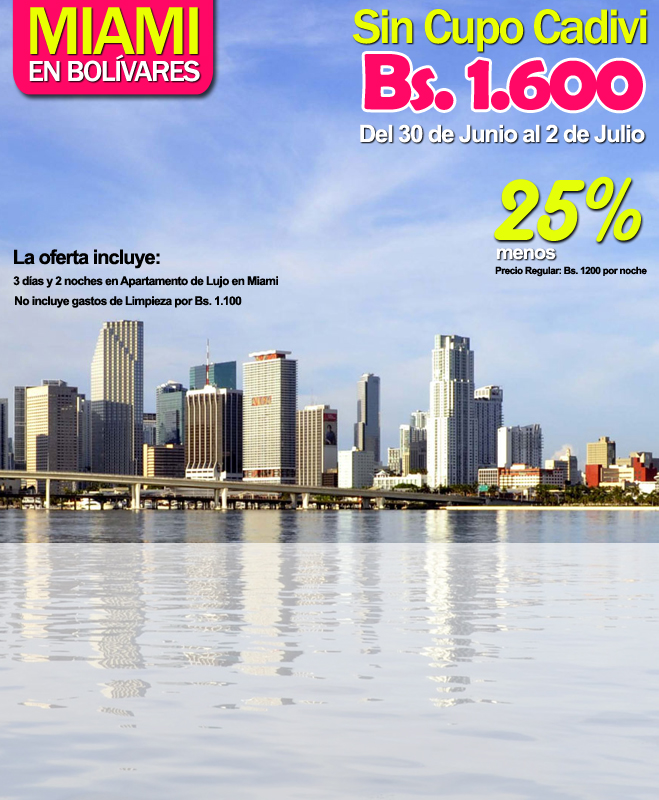 MIAMI
EN BOLÍVARES
Sin Cupo Cadivi
Bs. 1.600
Del 30 de Junio al 2 de Julio
25%
menos
Precio Regular: Bs. 1200 por noche
La oferta incluye:
3 días y 2 noches en Apartamento de Lujo en Miami
No incluye gastos de Limpieza por Bs. 1.100